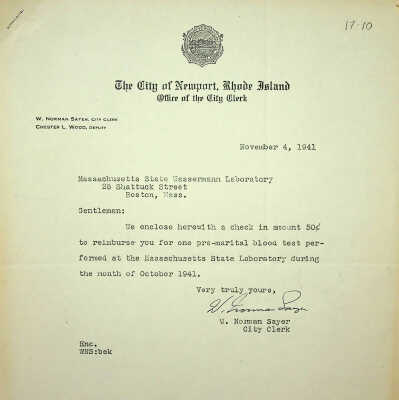 17-10
The City of Newport, Rhode Island
Office of the City Clerk
W. Norman Sayer, City Clerk
Chester L. Wood, Deputy
November 4, 1941
Massachusetts State Wassermann Laboratory
25 Shattuck Street
Boston, Mass.
Gentlemen:
We enclose herewith a check in amount 50¢
to reimburse you for one pre-marital blood test per-
formed at the Massachusetts State Laboratory during
the month of October 1941.
Very truly yours,
W. Norman Sayer
W. Norman Sayer
City Clerk
Enc.
WNS:bek